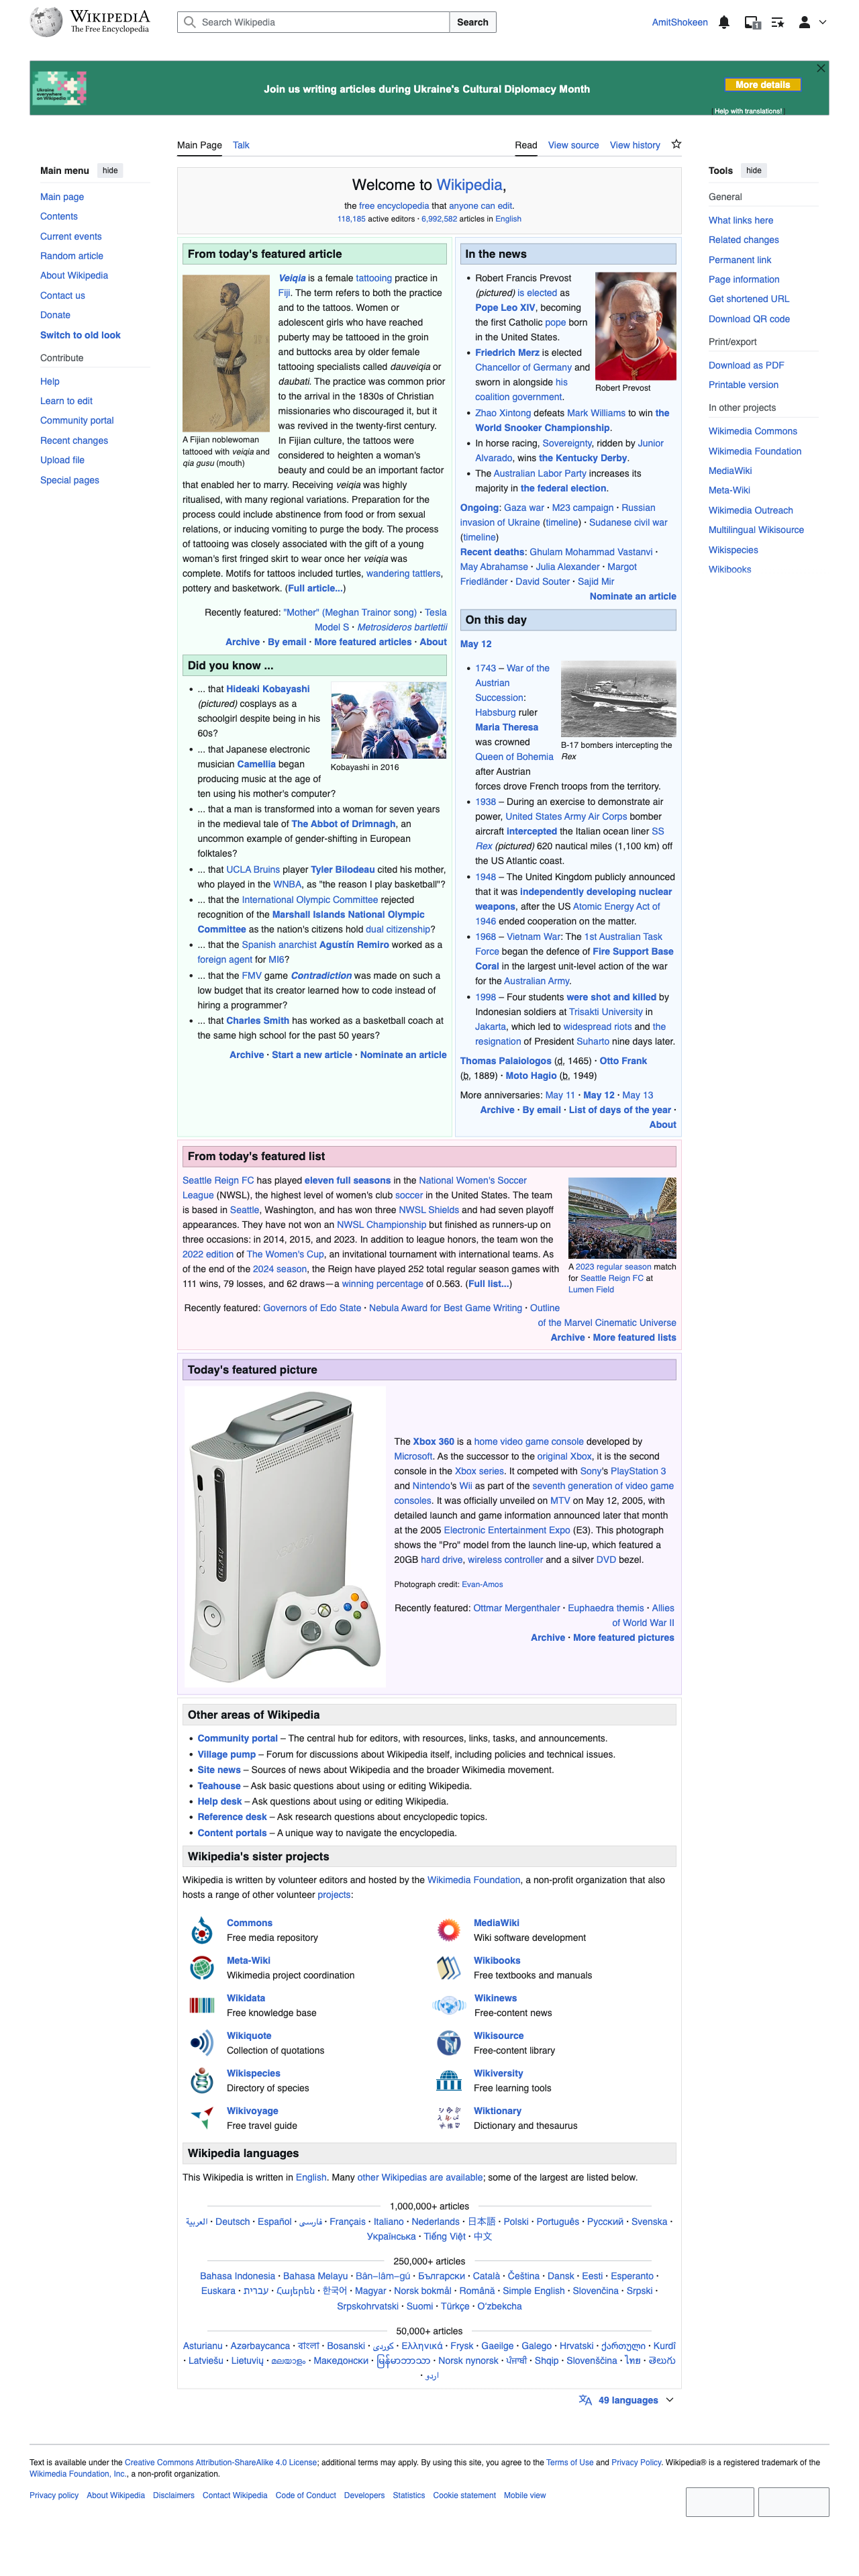 WIKIPEDIA
The Free Encyclopedia
Search Wikipedia
Search
AmitShokeen
1
Ukraine
everywhere
on Wikipedia
Join us writing articles during Ukraine's Cultural Diplomacy Month
More details
[ Help with translations! ]
Main Page Talk
Read View source View history
Main menu hide
Main page
Contents
Current events
Random article
About Wikipedia
Contact us
Donate
Switch to old look
Contribute
Help
Learn to edit
Community portal
Recent changes
Upload file
Special pages
Welcome to Wikipedia,
the free encyclopedia that anyone can edit.
118,185 active editors · 6,992,582 articles in English
From today's featured article
A Fijian noblewoman
tattooed with veiqia and
qia gusu (mouth)
Veiqia is a female tattooing practice in
Fiji. The term refers to both the practice
and to the tattoos. Women or
adolescent girls who have reached
puberty may be tattooed in the groin
and buttocks area by older female
tattooing specialists called dauveiqia or
daubati. The practice was common prior
to the arrival in the 1830s of Christian
missionaries who discouraged it, but it
was revived in the twenty-first century.
In Fijian culture, the tattoos were
considered to heighten a woman's
beauty and could be an important factor
that enabled her to marry. Receiving veiqia was highly
ritualised, with many regional variations. Preparation for the
process could include abstinence from food or from sexual
relations, or inducing vomiting to purge the body. The process
of tattooing was closely associated with the gift of a young
woman's first fringed skirt to wear once her veiqia was
complete. Motifs for tattoos included turtles, wandering tattlers,
pottery and basketwork. (Full article...)
Recently featured: "Mother" (Meghan Trainor song) · Tesla
Model S · Metrosideros bartlettii
Archive · By email · More featured articles · About
Did you know ...
... that Hideaki Kobayashi
(pictured) cosplays as a
schoolgirl despite being in his
60s?
Kobayashi in 2016
... that Japanese electronic
musician Camellia began
producing music at the age of
ten using his mother's computer?
... that a man is transformed into a woman for seven years
in the medieval tale of The Abbot of Drimnagh, an
uncommon example of gender-shifting in European
folktales?
... that UCLA Bruins player Tyler Bilodeau cited his mother,
who played in the WNBA, as "the reason I play basketball"?
... that the International Olympic Committee rejected
recognition of the Marshall Islands National Olympic
Committee as the nation's citizens hold dual citizenship?
... that the Spanish anarchist Agustín Remiro worked as a
foreign agent for MI6?
... that the FMV game Contradiction was made on such a
low budget that its creator learned how to code instead of
hiring a programmer?
... that Charles Smith has worked as a basketball coach at
the same high school for the past 50 years?
Archive · Start a new article · Nominate an article
In the news
Robert Francis Prevost
(pictured) is elected as
Pope Leo XIV, becoming
the first Catholic pope born
in the United States.
Robert Prevost
Friedrich Merz is elected
Chancellor of Germany and
sworn in alongside his
coalition government.
Zhao Xintong defeats Mark Williams to win the
World Snooker Championship.
In horse racing, Sovereignty, ridden by Junior
Alvarado, wins the Kentucky Derby.
The Australian Labor Party increases its
majority in the federal election.
Ongoing: Gaza war · M23 campaign · Russian
invasion of Ukraine (timeline) · Sudanese civil war
(timeline)
Recent deaths: Ghulam Mohammad Vastanvi ·
May Abrahamse · Julia Alexander · Margot
Friedländer · David Souter · Sajid Mir
Nominate an article
On this day
May 12
1743 – War of the
Austrian
Succession:
Habsburg ruler
Maria Theresa
was crowned
Queen of Bohemia
after Austrian
forces drove French troops from the territory.
B-17 bombers intercepting the
Rex
1938 – During an exercise to demonstrate air
power, United States Army Air Corps bomber
aircraft intercepted the Italian ocean liner SS
Rex (pictured) 620 nautical miles (1,100 km) off
the US Atlantic coast.
1948 – The United Kingdom publicly announced
that it was independently developing nuclear
weapons, after the US Atomic Energy Act of
1946 ended cooperation on the matter.
1968 – Vietnam War: The 1st Australian Task
Force began the defence of Fire Support Base
Coral in the largest unit-level action of the war
for the Australian Army.
1998 – Four students were shot and killed by
Indonesian soldiers at Trisakti University in
Jakarta, which led to widespread riots and the
resignation of President Suharto nine days later.
Thomas Palaiologos (d. 1465) · Otto Frank
(b. 1889) · Moto Hagio (b. 1949)
More anniversaries: May 11 · May 12 · May 13
Archive · By email · List of days of the year ·
About
Tools hide
General
What links here
Related changes
Permanent link
Page information
Get shortened URL
Download QR code
Print/export
Download as PDF
Printable version
In other projects
Wikimedia Commons
Wikimedia Foundation
MediaWiki
Meta-Wiki
Wikimedia Outreach
Multilingual Wikisource
Wikispecies
Wikibooks
From today's featured list
Seattle Reign FC has played eleven full seasons in the National Women's Soccer
League (NWSL), the highest level of women's club soccer in the United States. The team
is based in Seattle, Washington, and has won three NWSL Shields and had seven playoff
appearances. They have not won an NWSL Championship but finished as runners-up on
three occasions: in 2014, 2015, and 2023. In addition to league honors, the team won the
2022 edition of The Women's Cup, an invitational tournament with international teams. As
of the end of the 2024 season, the Reign have played 252 total regular season games with
111 wins, 79 losses, and 62 draws—a winning percentage of 0.563. (Full list...)
A 2023 regular season match
for Seattle Reign FC at
Lumen Field
Recently featured: Governors of Edo State · Nebula Award for Best Game Writing · Outline
of the Marvel Cinematic Universe
Archive · More featured lists
Today's featured picture
The Xbox 360 is a home video game console developed by
Microsoft. As the successor to the original Xbox, it is the second
console in the Xbox series. It competed with Sony's PlayStation 3
and Nintendo's Wii as part of the seventh generation of video game
consoles. It was officially unveiled on MTV on May 12, 2005, with
detailed launch and game information announced later that month
at the 2005 Electronic Entertainment Expo (E3). This photograph
shows the "Pro" model from the launch line-up, which featured a
20GB hard drive, wireless controller and a silver DVD bezel.
Photograph credit: Evan-Amos
Recently featured: Ottmar Mergenthaler · Euphaedra themis · Allies
of World War II
Archive · More featured pictures
Other areas of Wikipedia
Community portal – The central hub for editors, with resources, links, tasks, and announcements.
Village pump – Forum for discussions about Wikipedia itself, including policies and technical issues.
Site news – Sources of news about Wikipedia and the broader Wikimedia movement.
Teahouse – Ask basic questions about using or editing Wikipedia.
Help desk – Ask questions about using or editing Wikipedia.
Reference desk – Ask research questions about encyclopedic topics.
Content portals – A unique way to navigate the encyclopedia.
Wikipedia's sister projects
Wikipedia is written by volunteer editors and hosted by the Wikimedia Foundation, a non-profit organization that also
hosts a range of other volunteer projects:
Commons
Free media repository
MediaWiki
Wiki software development
Meta-Wiki
Wikimedia project coordination
Wikibooks
Free textbooks and manuals
Wikidata
Free knowledge base
Wikinews
Free-content news
Wikiquote
Collection of quotations
Wikisource
Free-content library
Wikispecies
Directory of species
Wikiversity
Free learning tools
Wikivoyage
Free travel guide
Wiktionary
Dictionary and thesaurus
Wikipedia languages
This Wikipedia is written in English. Many other Wikipedias are available; some of the largest are listed below.
1,000,000+ articles
العربية · Deutsch · Español · فارسی · Français · Italiano · Nederlands · 日本語 · Polski · Português · Русский · Svenska ·
Українська · Tiếng Việt · 中文
250,000+ articles
Bahasa Indonesia · Bahasa Melayu · Bân-lâm-gú · Български · Català · Čeština · Dansk · Eesti · Esperanto ·
Euskara · עברית · Հայերեն · 한국어 · Magyar · Norsk bokmål · Română · Simple English · Slovenčina · Srpski ·
Srpskohrvatski · Suomi · Türkçe · Oʻzbekcha
50,000+ articles
Asturianu · Azərbaycanca · বাংলা · Bosanski · کوردی · Ελληνικά · Frysk · Gaeilge · Galego · Hrvatski · ქართული · Kurdî
· Latviešu · Lietuvių · മലയാളം · Македонски · မြန်မာဘာသာ · Norsk nynorsk · ਪੰਜਾਬੀ · Shqip · Slovenščina · ไทย · తెలుగు
· اردو
49 languages
Text is available under the Creative Commons Attribution-ShareAlike 4.0 License; additional terms may apply. By using this site, you agree to the Terms of Use and Privacy Policy. Wikipedia® is a registered trademark of the
Wikimedia Foundation, Inc., a non-profit organization.
Privacy policy About Wikipedia Disclaimers Contact Wikipedia Code of Conduct Developers Statistics Cookie statement Mobile view